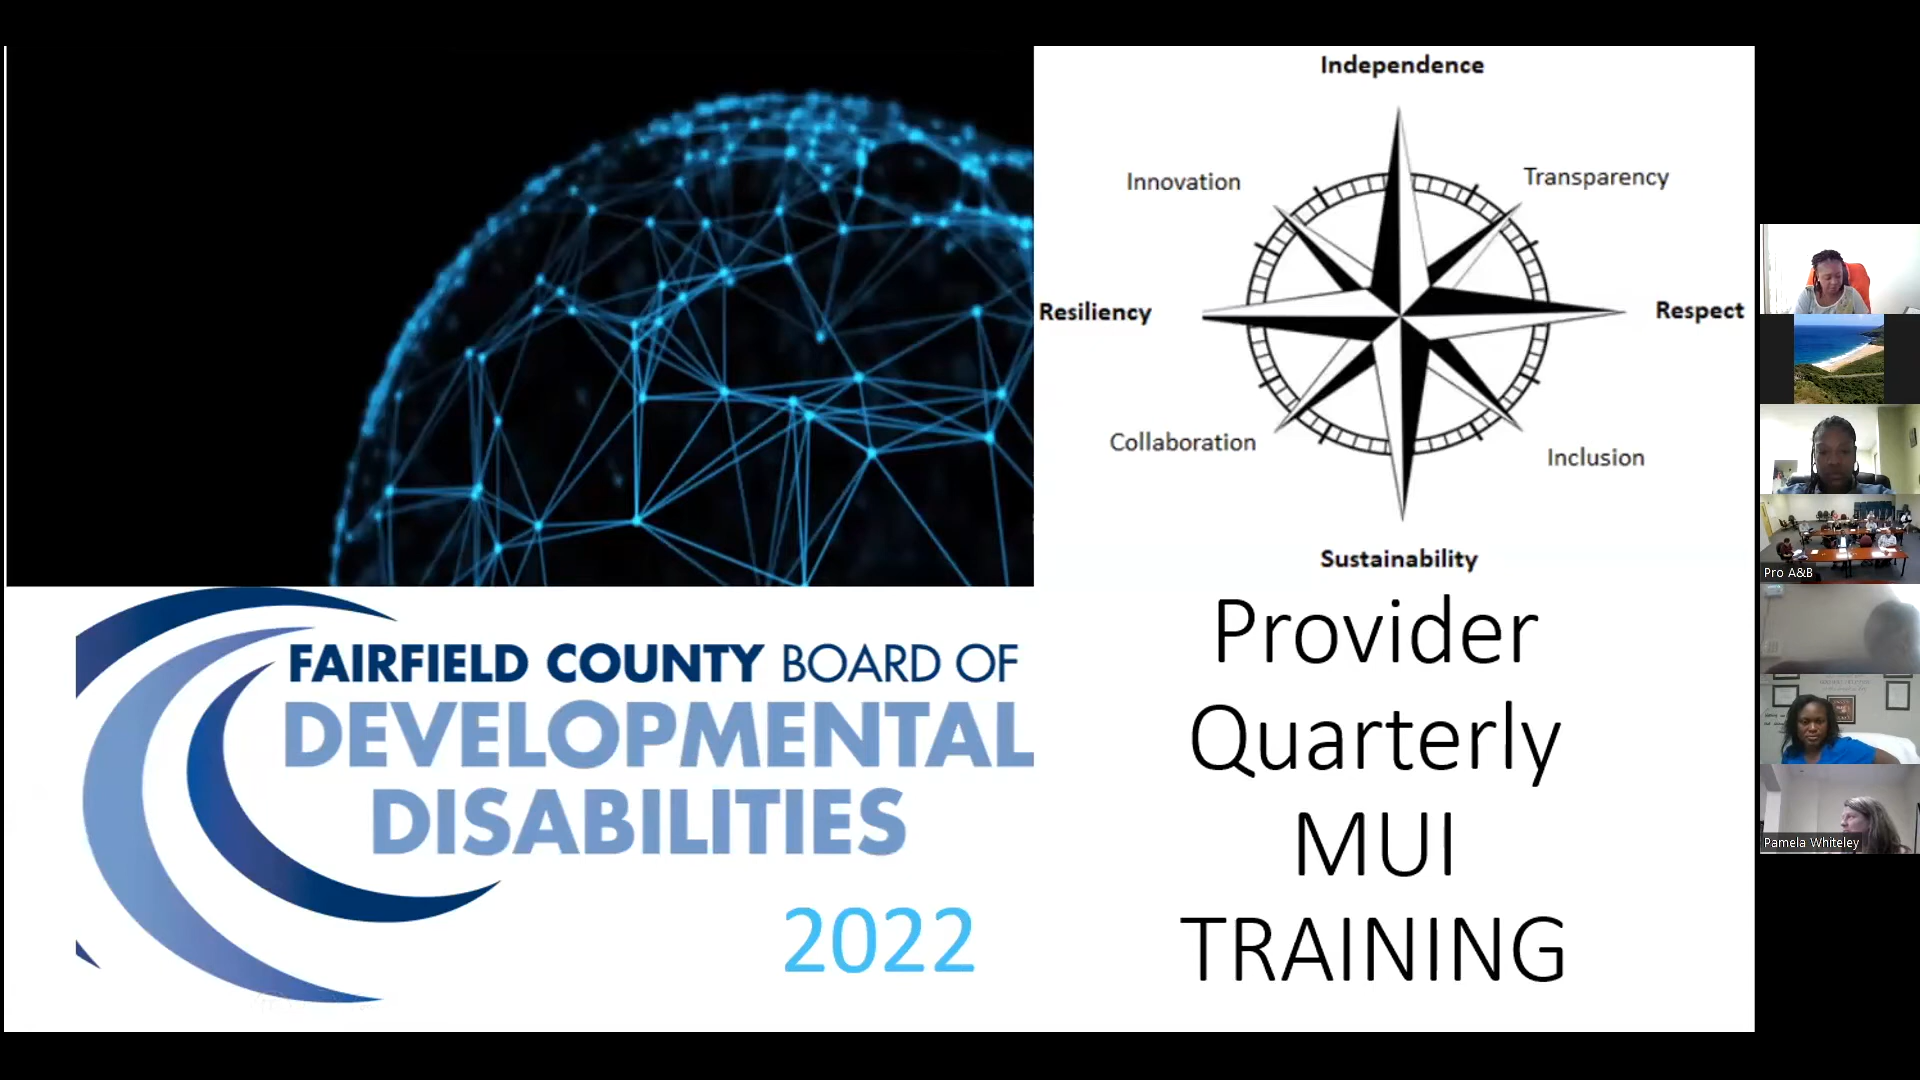 Independence
Innovation
Transparency
Resiliency
Respect
Collaboration
Inclusion
Sustainability
FAIRFIELD COUNTY BOARD OF
DEVELOPMENTAL
DISABILITIES
2022
Provider
Quarterly
MUI
TRAINING
Pro A&B
Pamela Whiteley